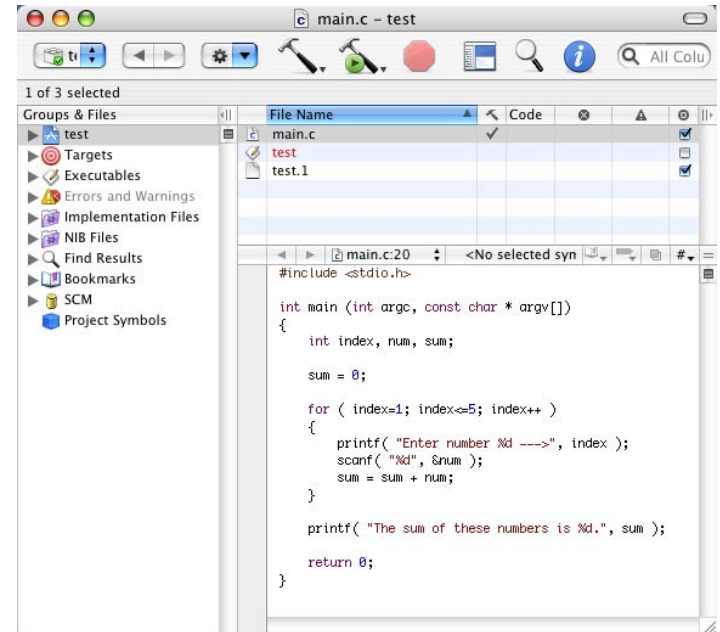 main.c – test
All Colu
1 of 3 selected
Groups & Files
test
Targets
Executables
Errors and Warnings
Implementation Files
NIB Files
Find Results
Bookmarks
SCM
Project Symbols
File Name Code
main.c
test
test.1
main.c:20 <No selected syn #
#include <stdio.h>
int main (int argc, const char * argv[])
{
int index, num, sum;
sum = 0;
for ( index=1; index<=5; index++ )
{
printf( "Enter number %d --->", index );
scanf( "%d", &num );
sum = sum + num;
}
printf( "The sum of these numbers is %d.", sum );
return 0;
}